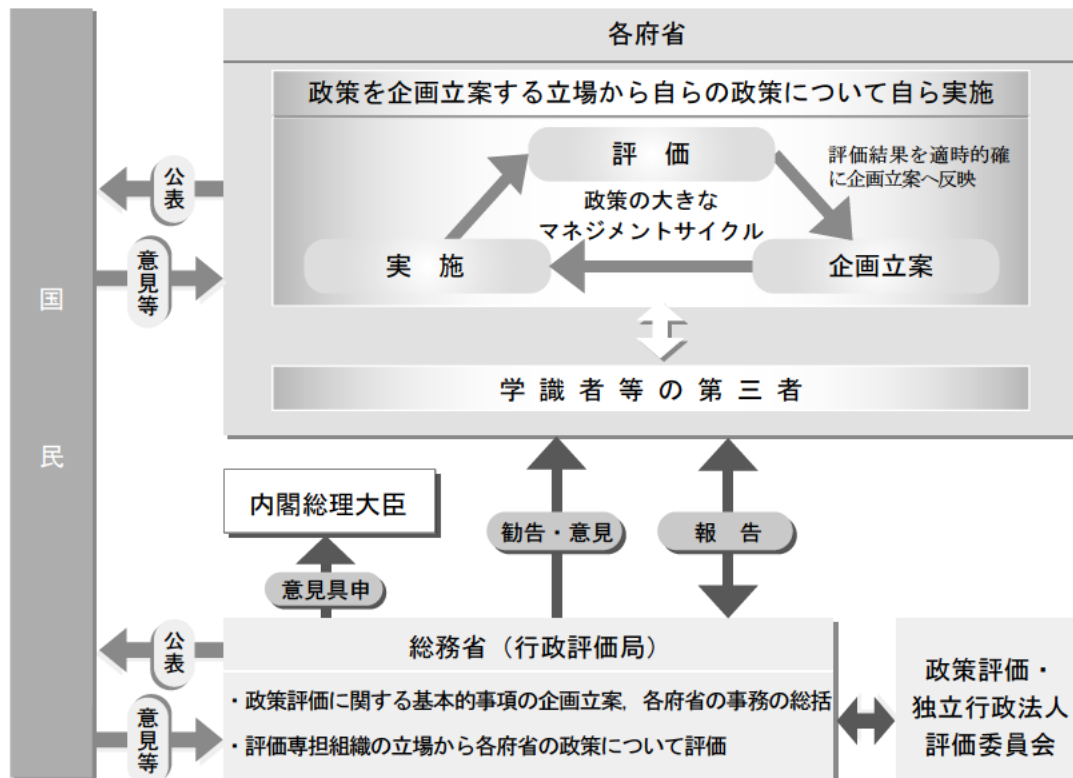 各府省
政策を企画立案する立場から自らの政策について自ら実施
評　価
評価結果を適時的確
に企画立案へ反映
政策の大きな
マネジメントサイクル
実　施
企画立案
公表
意見等
国民
学識者等の第三者
内閣総理大臣
勧告・意見
報　告
意見具申
公表
意見等
総務省（行政評価局）
・政策評価に関する基本的事項の企画立案，各府省の事務の総括
・評価専担組織の立場から各府省の政策について評価
政策評価・
独立行政法人
評価委員会